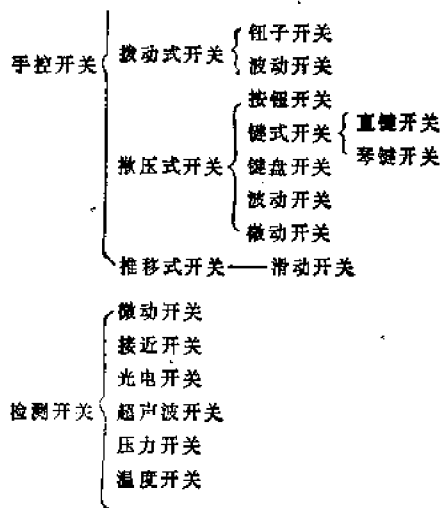 钮子开关
手控开关 拨动式开关
波动开关
按钮开关
键式开关 直键开关
琴键开关
揿压式开关 键盘开关
波动开关
微动开关
推移式开关——滑动开关
微动开关
接近开关
光电开关
检测开关 超声波开关
压力开关
温度开关